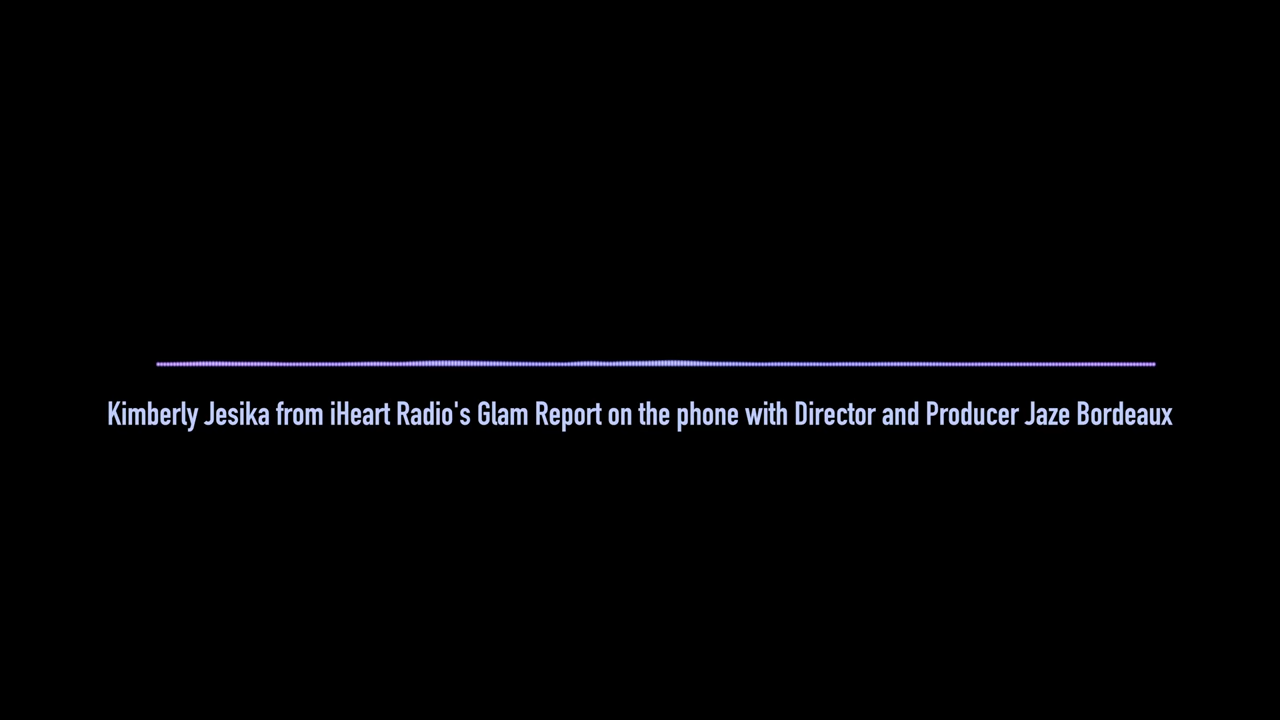 Kimberly Jesika from iHeart Radio's Glam Report on the phone with Director and Producer Jaze Bordeaux